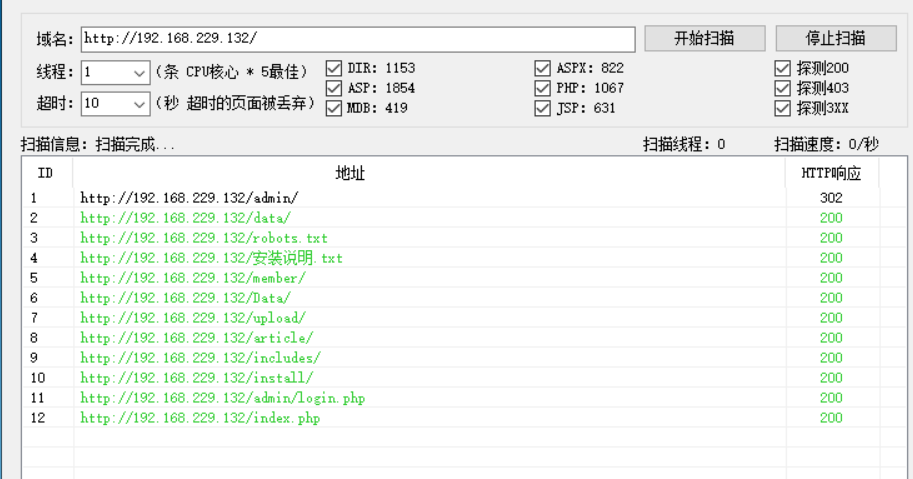 域名: http://192.168.229.132/ 开始扫描 停止扫描
线程: 1 (条 CPU核心 * 5最佳) DIR: 1153 ASPX: 822 探测200
ASP: 1854 PHP: 1067 探测403
超时: 10 (秒 超时的页面被丢弃) MDB: 419 JSP: 631 探测3XX
扫描信息: 扫描完成... 扫描线程: 0 扫描速度: 0/秒
ID 地址 HTTP响应
1 http://192.168.229.132/admin/ 302
2 http://192.168.229.132/data/ 200
3 http://192.168.229.132/robots.txt 200
4 http://192.168.229.132/安装说明.txt 200
5 http://192.168.229.132/member/ 200
6 http://192.168.229.132/Data/ 200
7 http://192.168.229.132/upload/ 200
8 http://192.168.229.132/article/ 200
9 http://192.168.229.132/includes/ 200
10 http://192.168.229.132/install/ 200
11 http://192.168.229.132/admin/login.php 200
12 http://192.168.229.132/index.php 200